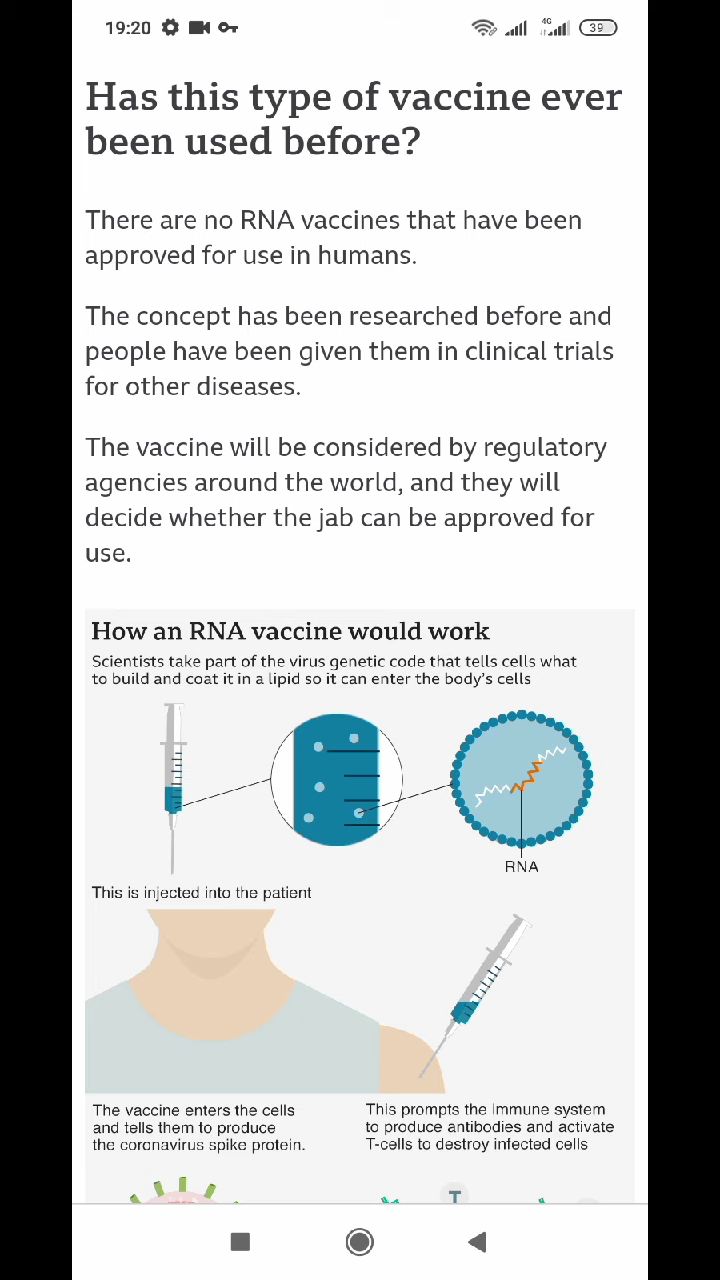 19:20
4G
39
Has this type of vaccine ever
been used before?
There are no RNA vaccines that have been
approved for use in humans.
The concept has been researched before and
people have been given them in clinical trials
for other diseases.
The vaccine will be considered by regulatory
agencies around the world, and they will
decide whether the jab can be approved for
use.
How an RNA vaccine would work
Scientists take part of the virus genetic code that tells cells what
to build and coat it in a lipid so it can enter the body's cells
RNA
This is injected into the patient
The vaccine enters the cells
and tells them to produce
the coronavirus spike protein.
This prompts the immune system
to produce antibodies and activate
T-cells to destroy infected cells
T